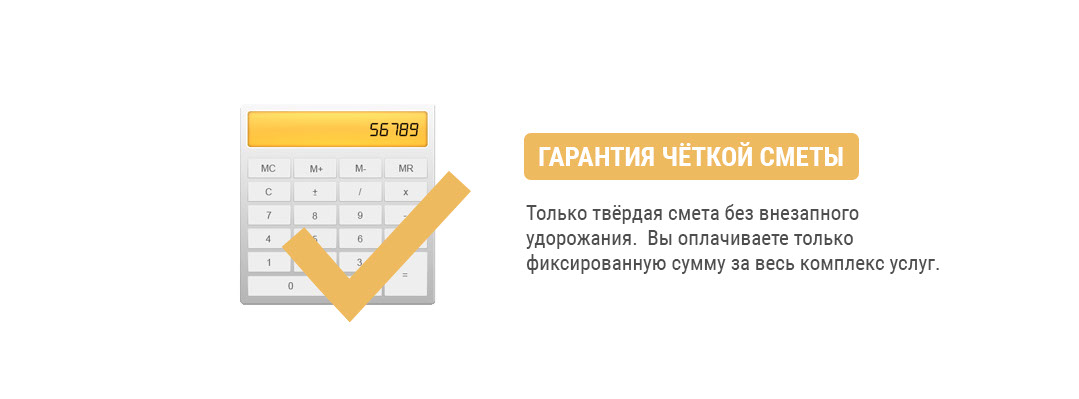 56789
MC M+ M- MR
C ± / x
7 8 9 -
4 5 6
1 3
0 =
ГАРАНТИЯ ЧЁТКОЙ СМЕТЫ
Только твёрдая смета без внезапного
удорожания. Вы оплачиваете только
фиксированную сумму за весь комплекс услуг.